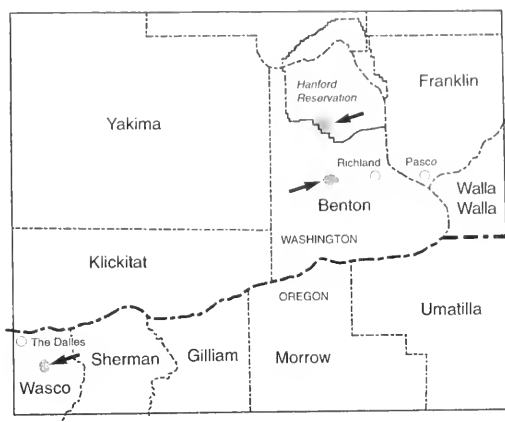 Hanford
Reservation
Franklin
Yakima
Richland
Pasco
Walla
Walla
Benton
WASHINGTON
Klickitat
OREGON
Umatilla
The Dalles
Sherman
Gilliam
Morrow
Wasco